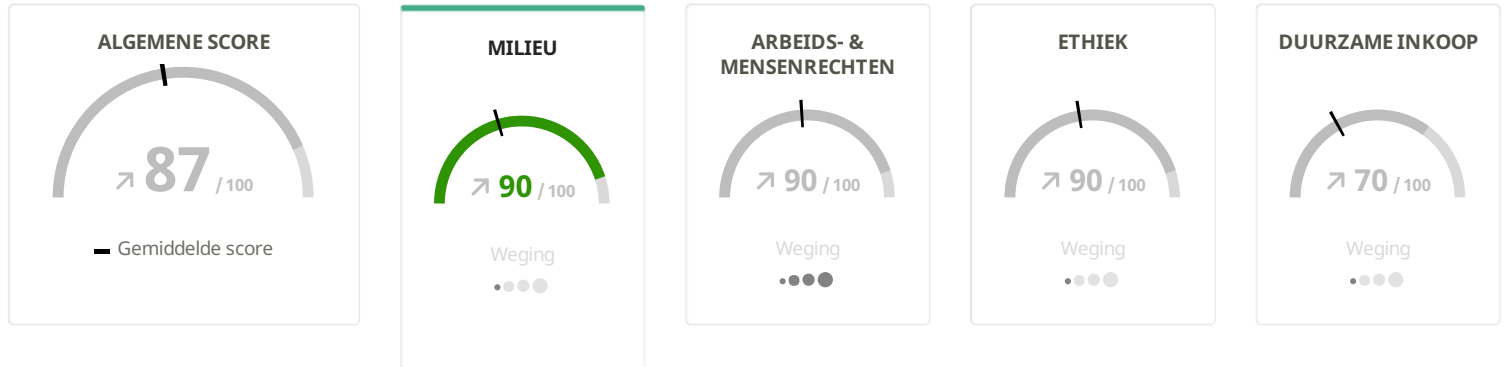 ALGEMENE SCORE
87 / 100
Gemiddelde score
MILIEU
90 / 100
Weging
ARBEIDS- &
MENSENRECHTEN
90 / 100
Weging
ETHIEK
90 / 100
Weging
DUURZAME INKOOP
70 / 100
Weging